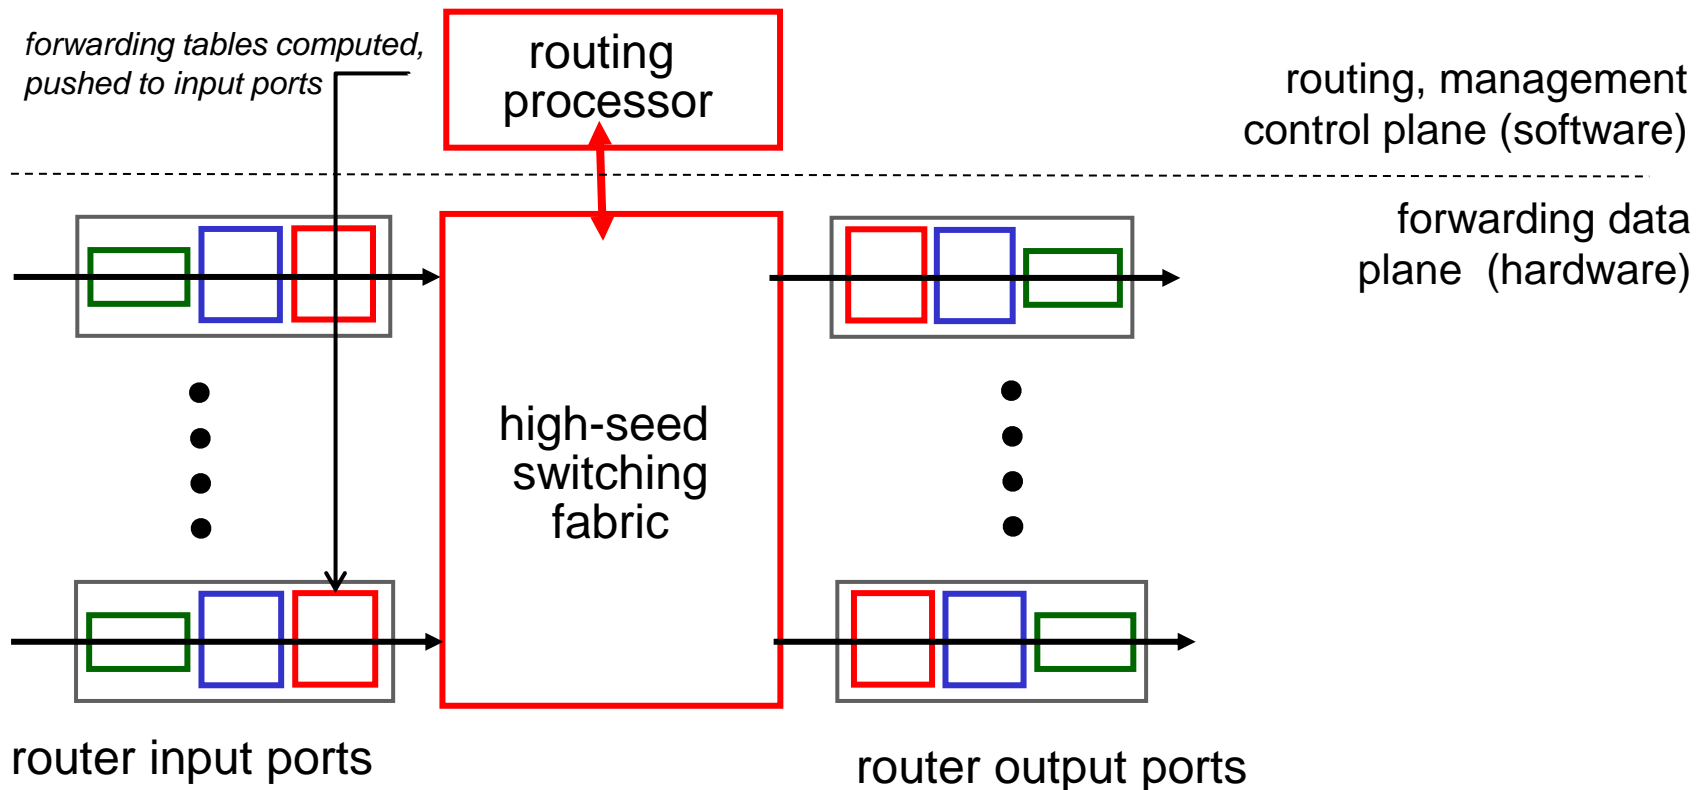 forwarding tables computed,
pushed to input ports
routing
processor
routing, management
control plane (software)
forwarding data
plane (hardware)
high-seed
switching
fabric
router input ports
router output ports